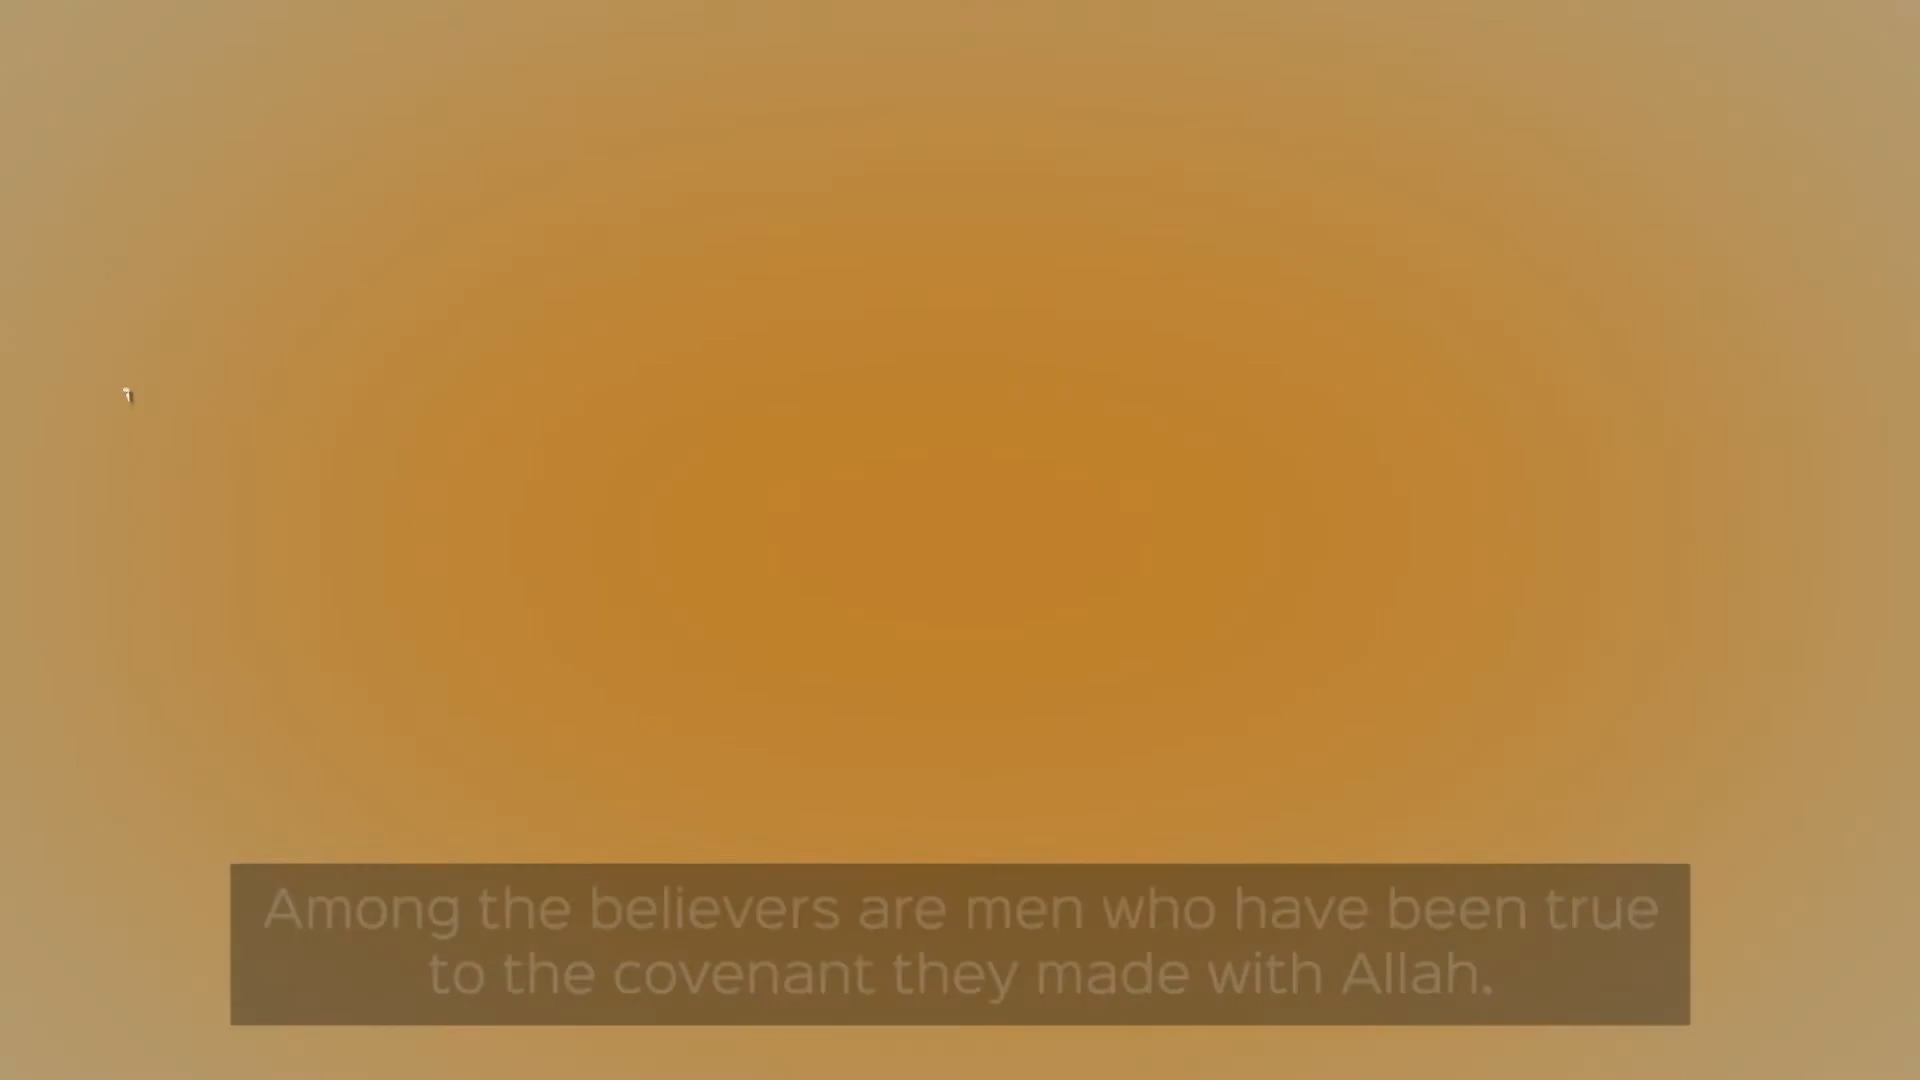 Among the believers are men who have been true
to the covenant they made with Allah.